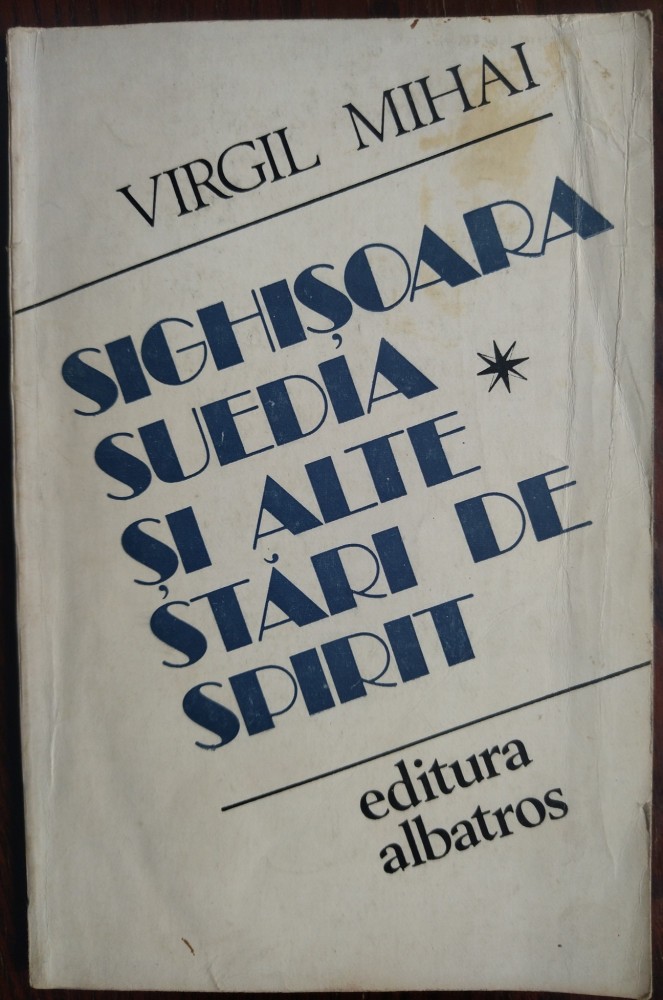 VIRGIL MIHAI
SIGHIȘOARA
SUEDIA *
ȘI ALTE
STĂRI DE
SPIRIT
editura
albatros